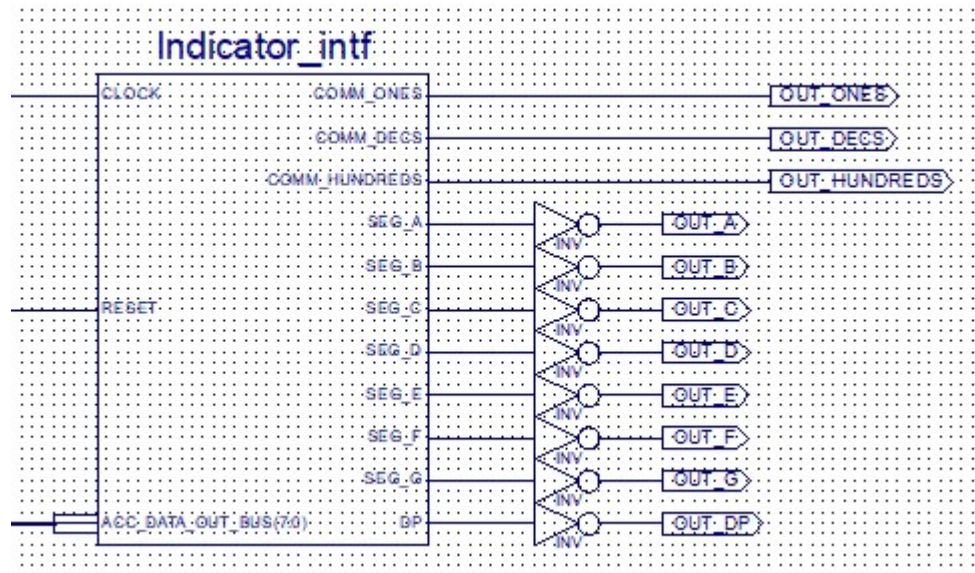 Indicator_intf
CLOCK COMM_ONES OUT_ONES
COMM_DECS OUT_DECS
COMM_HUNDREDS OUT_HUNDREDS
SEG_A INV OUT_A
SEG_B INV OUT_B
RESET SEG_C INV OUT_C
SEG_D INV OUT_D
SEG_E INV OUT_E
SEG_F INV OUT_F
SEG_G INV OUT_G
ACC_DATA_OUT_BUS(7:0) DP INV OUT_DP